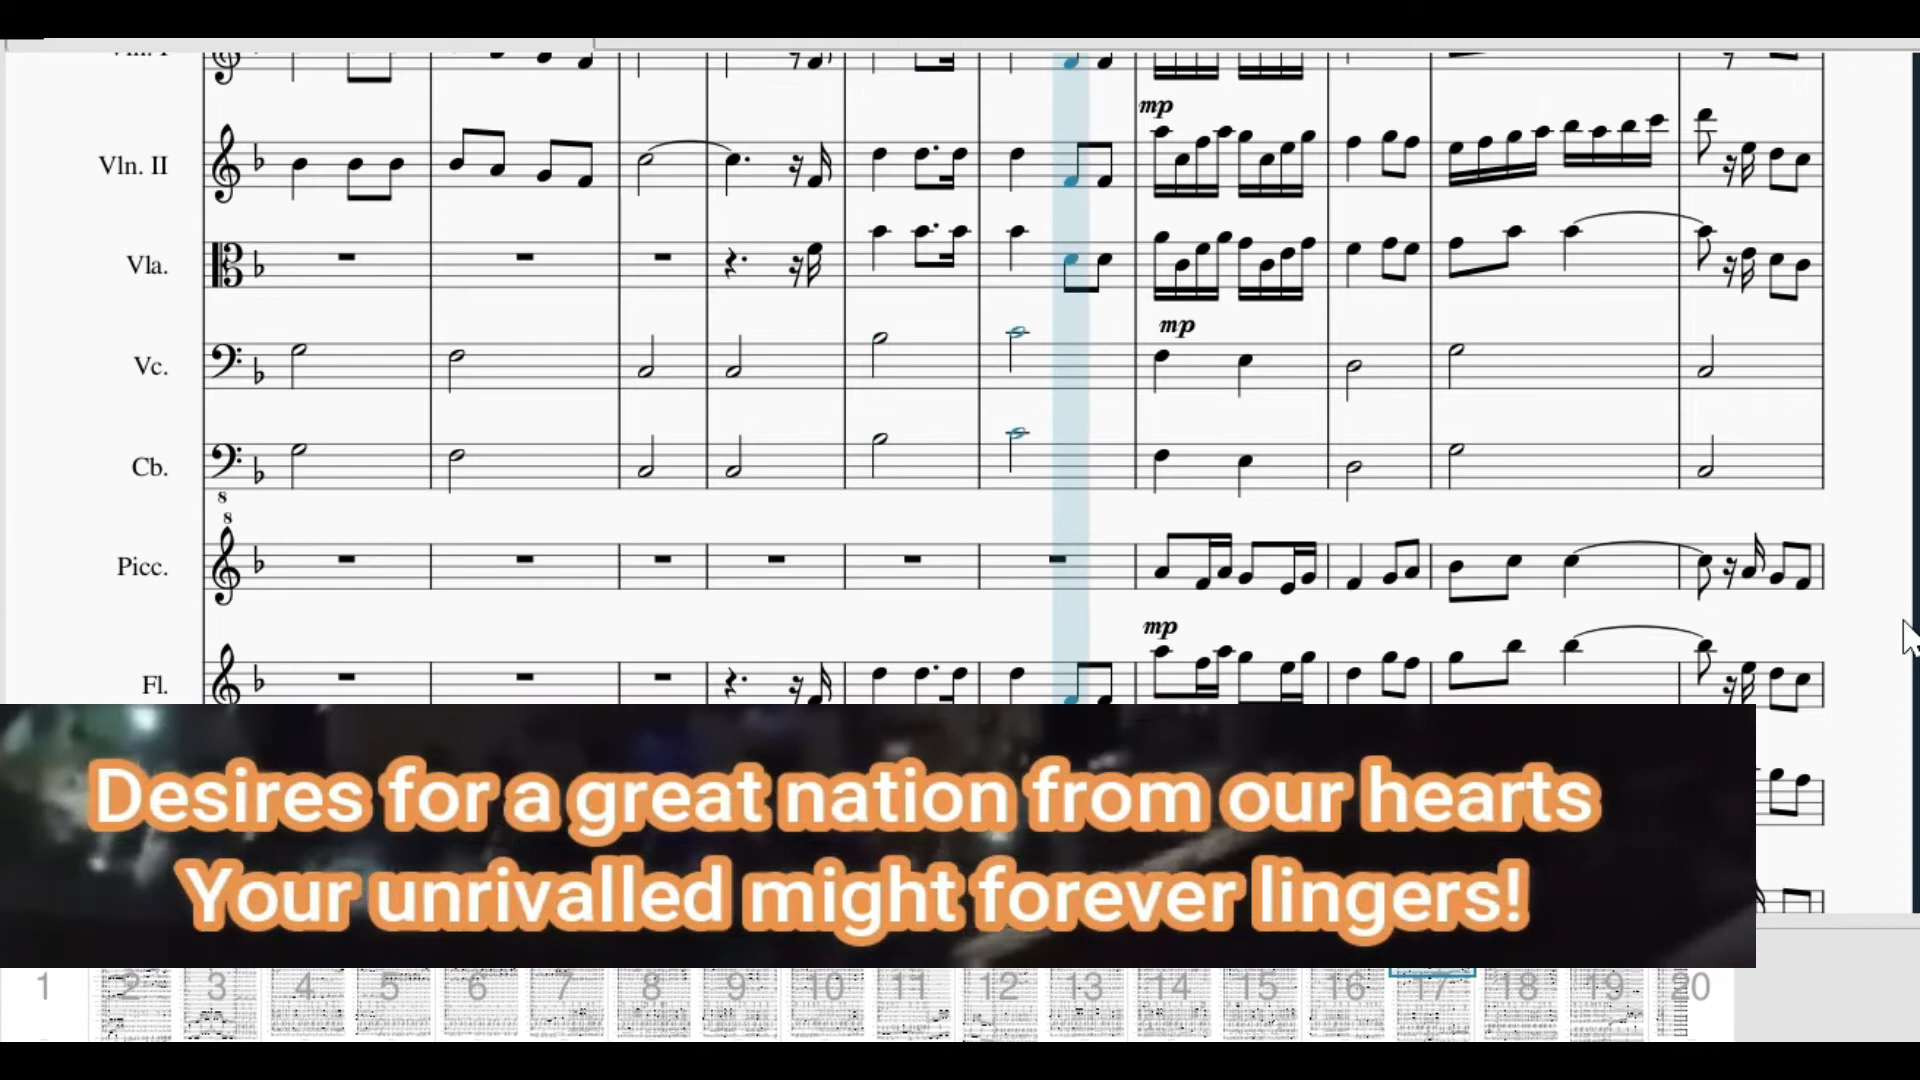 mp
Vln. II
Vla.
mp
Vc.
Cb.
8
8
Picc.
mp
Fl.
Desires for a great nation from our hearts
Your unrivalled might forever lingers!
1 2 3 4 5 6 7 8 9 10 11 12 13 14 15 16 17 18 19 20